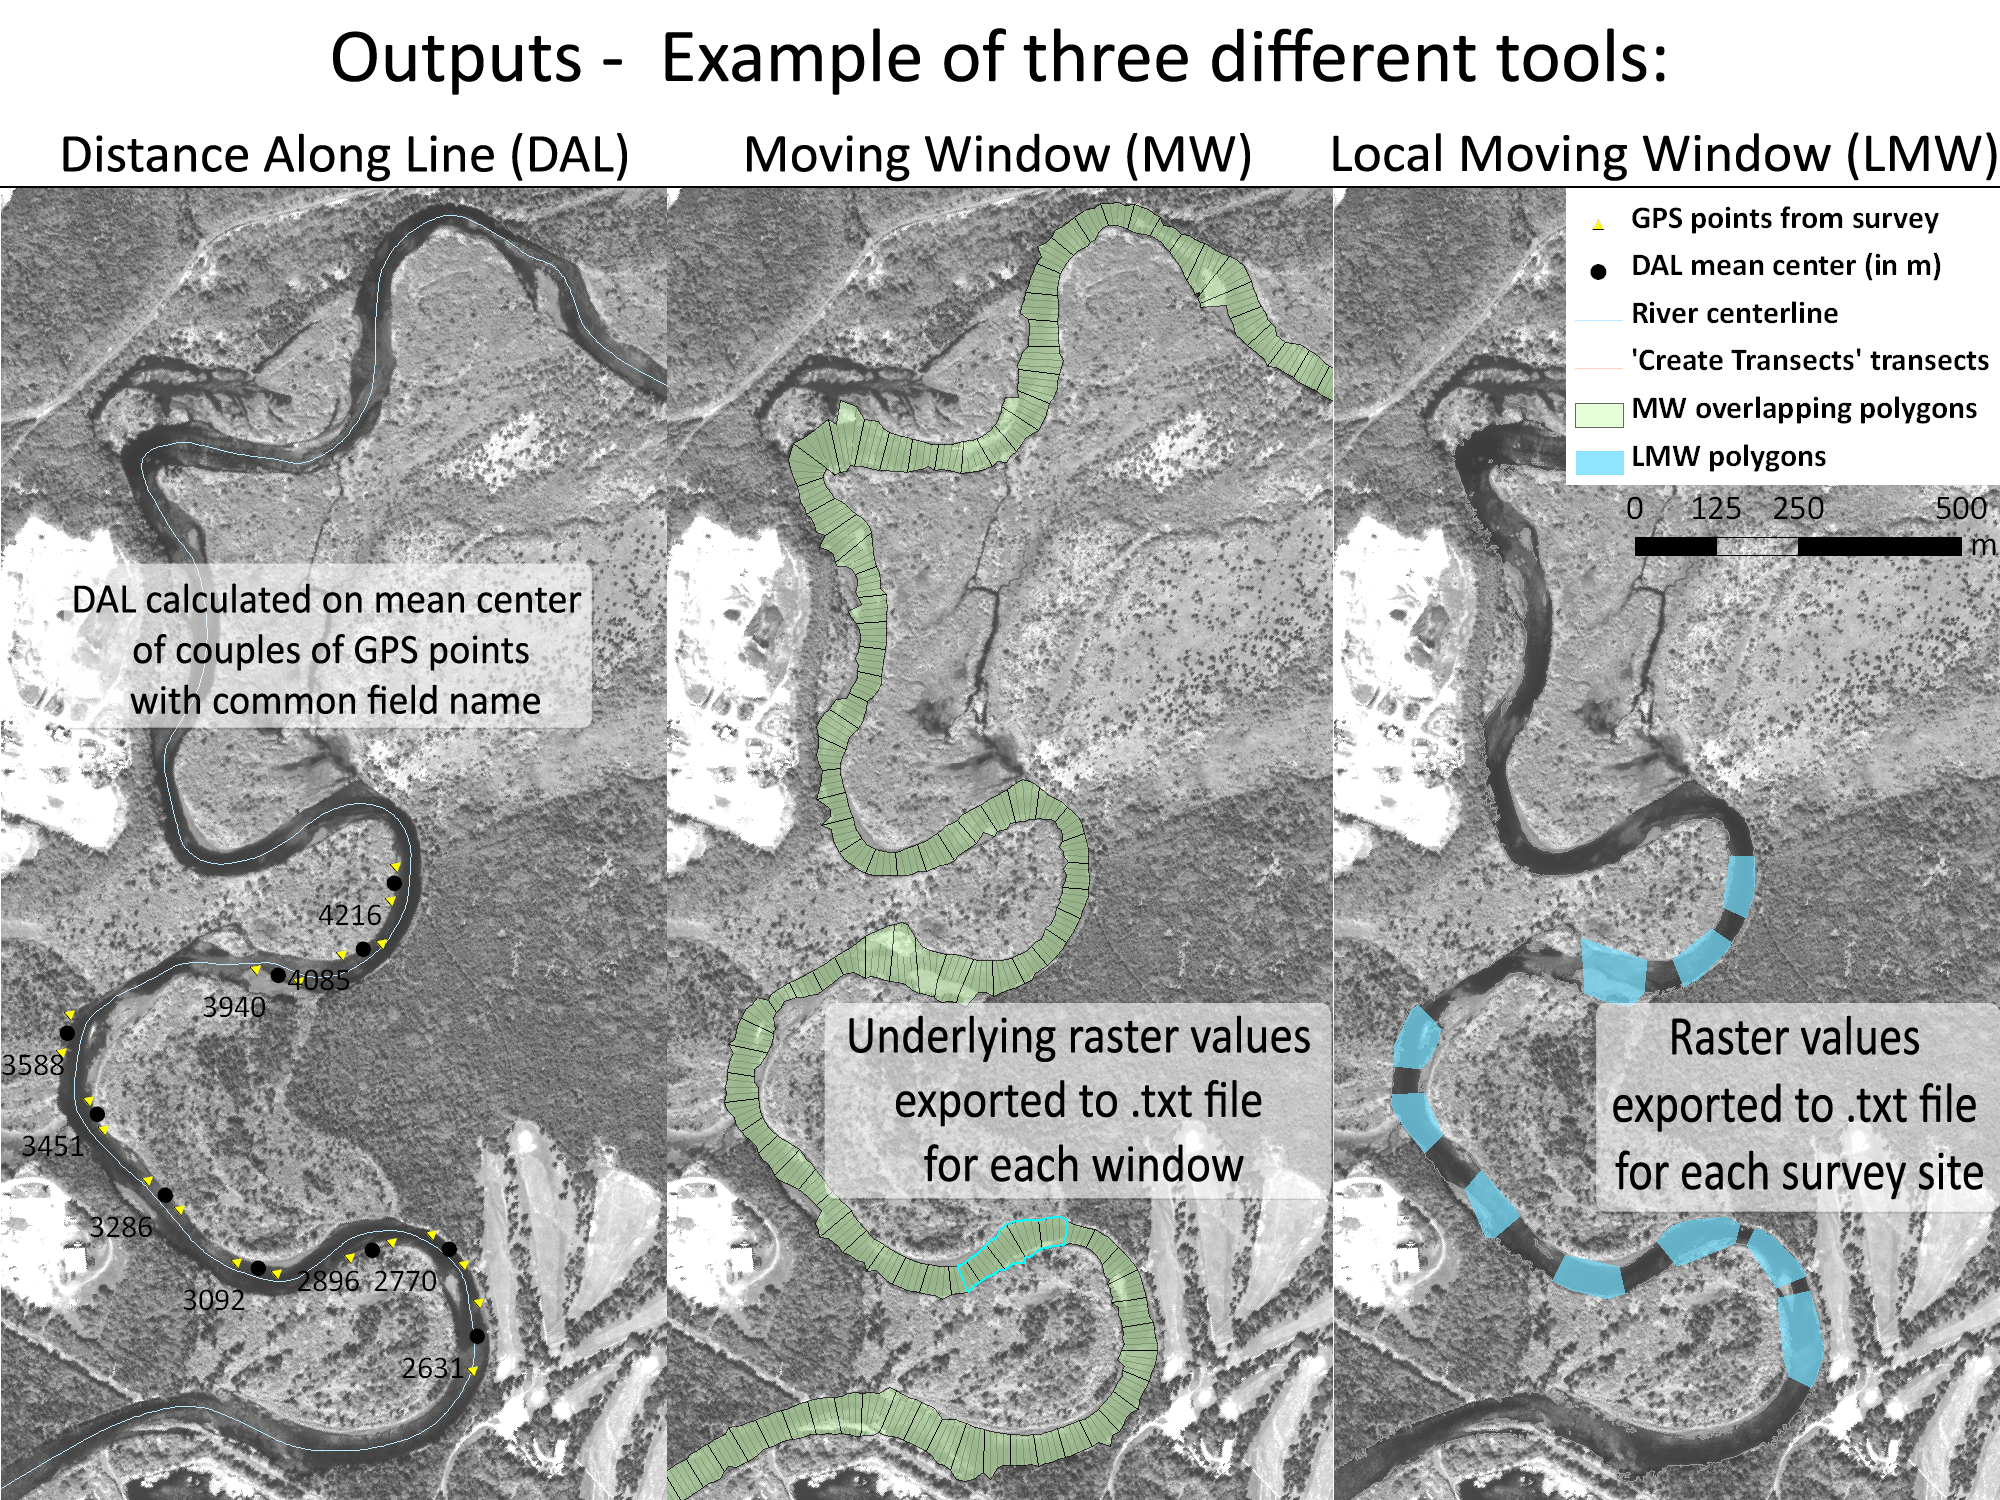 Outputs - Example of three different tools:
Distance Along Line (DAL)
Moving Window (MW)
Local Moving Window (LMW)
GPS points from survey
DAL mean center (in m)
River centerline
'Create Transects' transects
MW overlapping polygons
LMW polygons
0 125 250 500
m
DAL calculated on mean center
of couples of GPS points
with common field name
4216
4085
3940
3588
3451
3286
3092
2896
2770
2631
Underlying raster values
exported to .txt file
for each window
Raster values
exported to .txt file
for each survey site